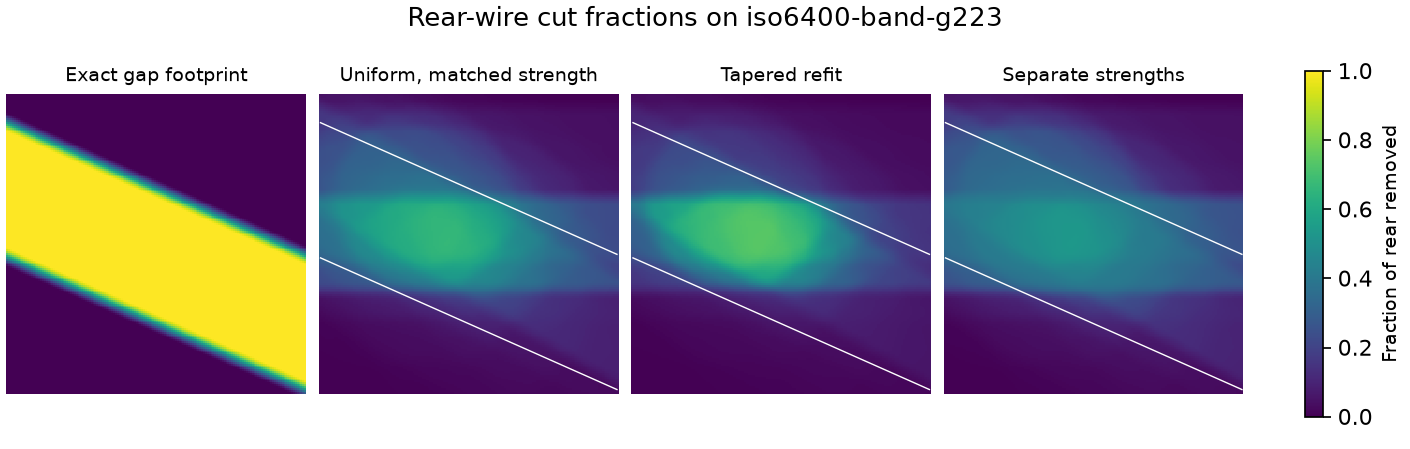 Rear-wire cut fractions on iso6400-band-g223
Exact gap footprint
Uniform, matched strength
Tapered refit
Separate strengths
1.0
0.8
0.6
0.4
0.2
0.0
Fraction of rear removed